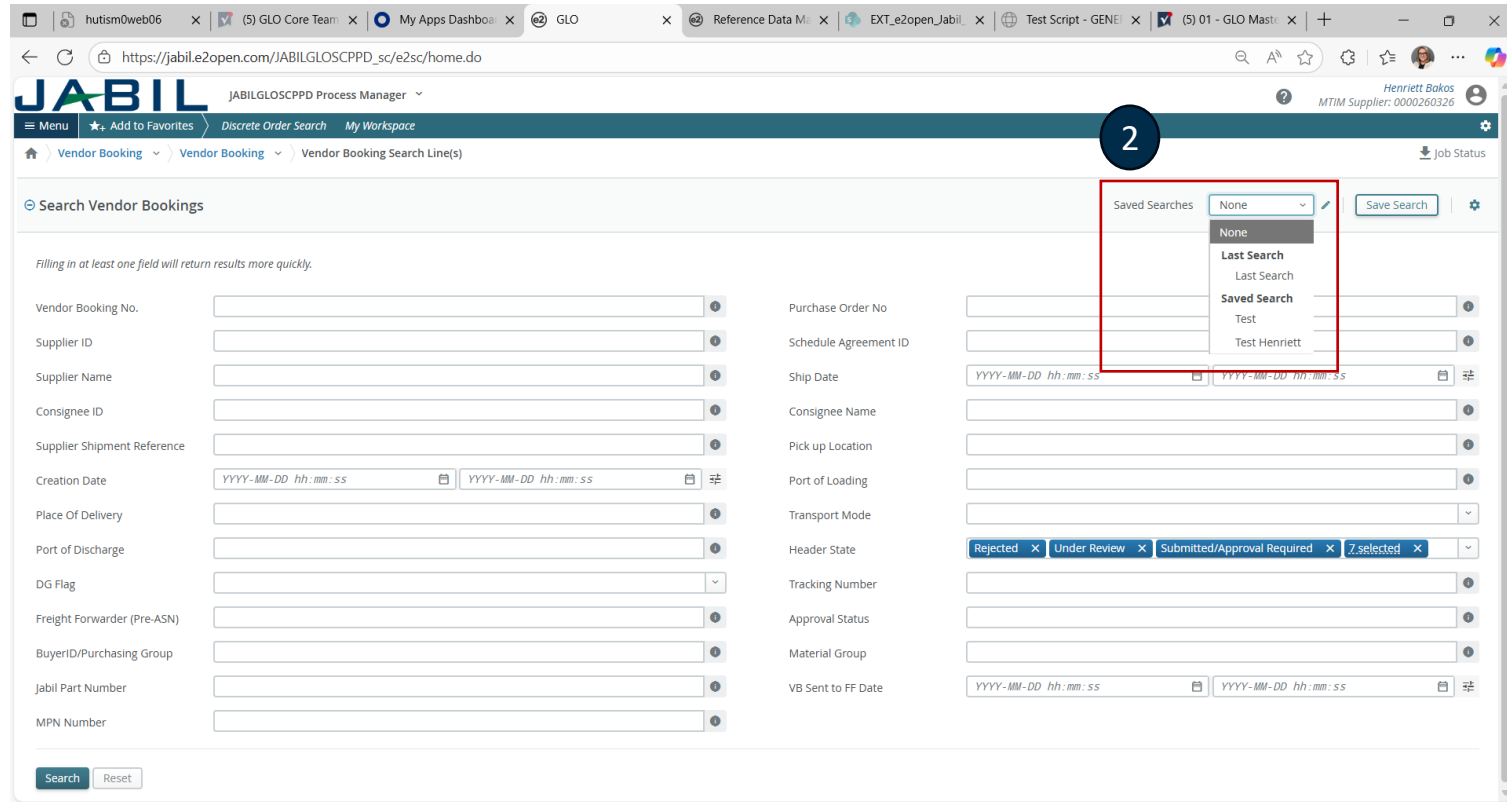 hutism0web06
(5) GLO Core Team
My Apps Dashboa
GLO
Reference Data Ma
EXT_e2open_Jabil_
Test Script - GENER
(5) 01 - GLO Maste
https://jabil.e2open.com/JABILGLOSCPPD_sc/e2sc/home.do
JABIL
JABILGLOSCPPD Process Manager
Henriett Bakos
MTIM Supplier: 0000260326
Menu
Add to Favorites
Discrete Order Search
My Workspace
2
Vendor Booking
Vendor Booking
Vendor Booking Search Line(s)
Job Status
Search Vendor Bookings
Saved Searches
None
Save Search
None
Last Search
Last Search
Saved Search
Test
Test Henriett
Filling in at least one field will return results more quickly.
Vendor Booking No.
Purchase Order No
Supplier ID
Schedule Agreement ID
Supplier Name
Ship Date
YYYY-MM-DD hh:mm:ss
YYYY-MM-DD hh:mm:ss
Consignee ID
Consignee Name
Supplier Shipment Reference
Pick up Location
Creation Date
YYYY-MM-DD hh:mm:ss
YYYY-MM-DD hh:mm:ss
Port of Loading
Place Of Delivery
Transport Mode
Port of Discharge
Header State
Rejected
Under Review
Submitted/Approval Required
7 selected
DG Flag
Tracking Number
Freight Forwarder (Pre-ASN)
Approval Status
BuyerID/Purchasing Group
Material Group
Jabil Part Number
VB Sent to FF Date
YYYY-MM-DD hh:mm:ss
YYYY-MM-DD hh:mm:ss
MPN Number
Search
Reset